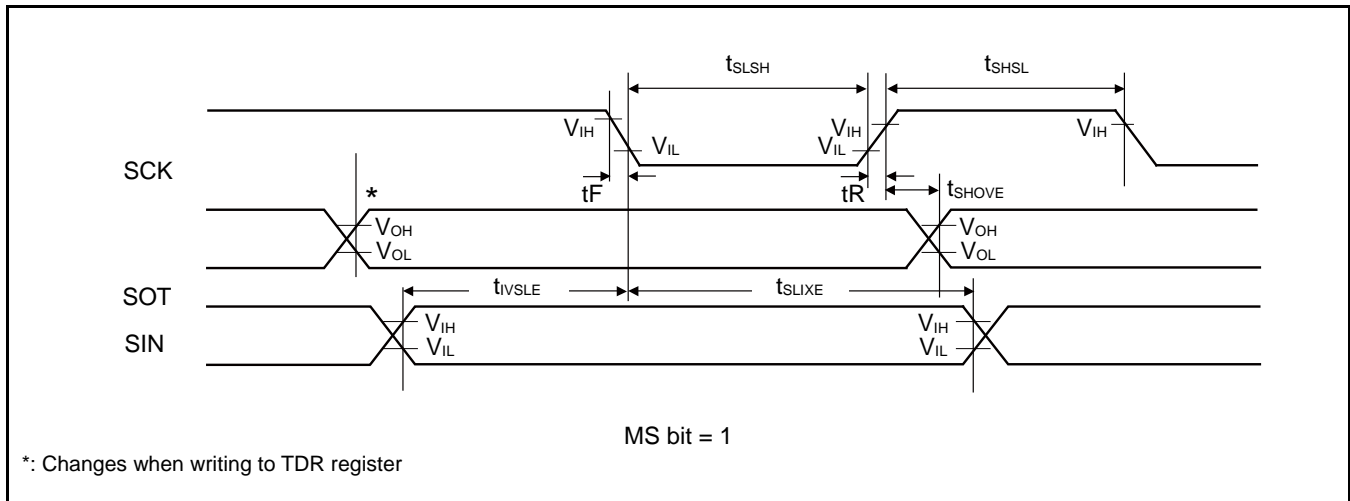 tSLSH tSHSL
VIH VIH VIH
VIL VIL
SCK
* tF tR tSHOVE
VOH VOH
VOL VOL
SOT tIVSLE tSLIXE
VIH VIH
SIN VIL VIL
MS bit = 1
*: Changes when writing to TDR register